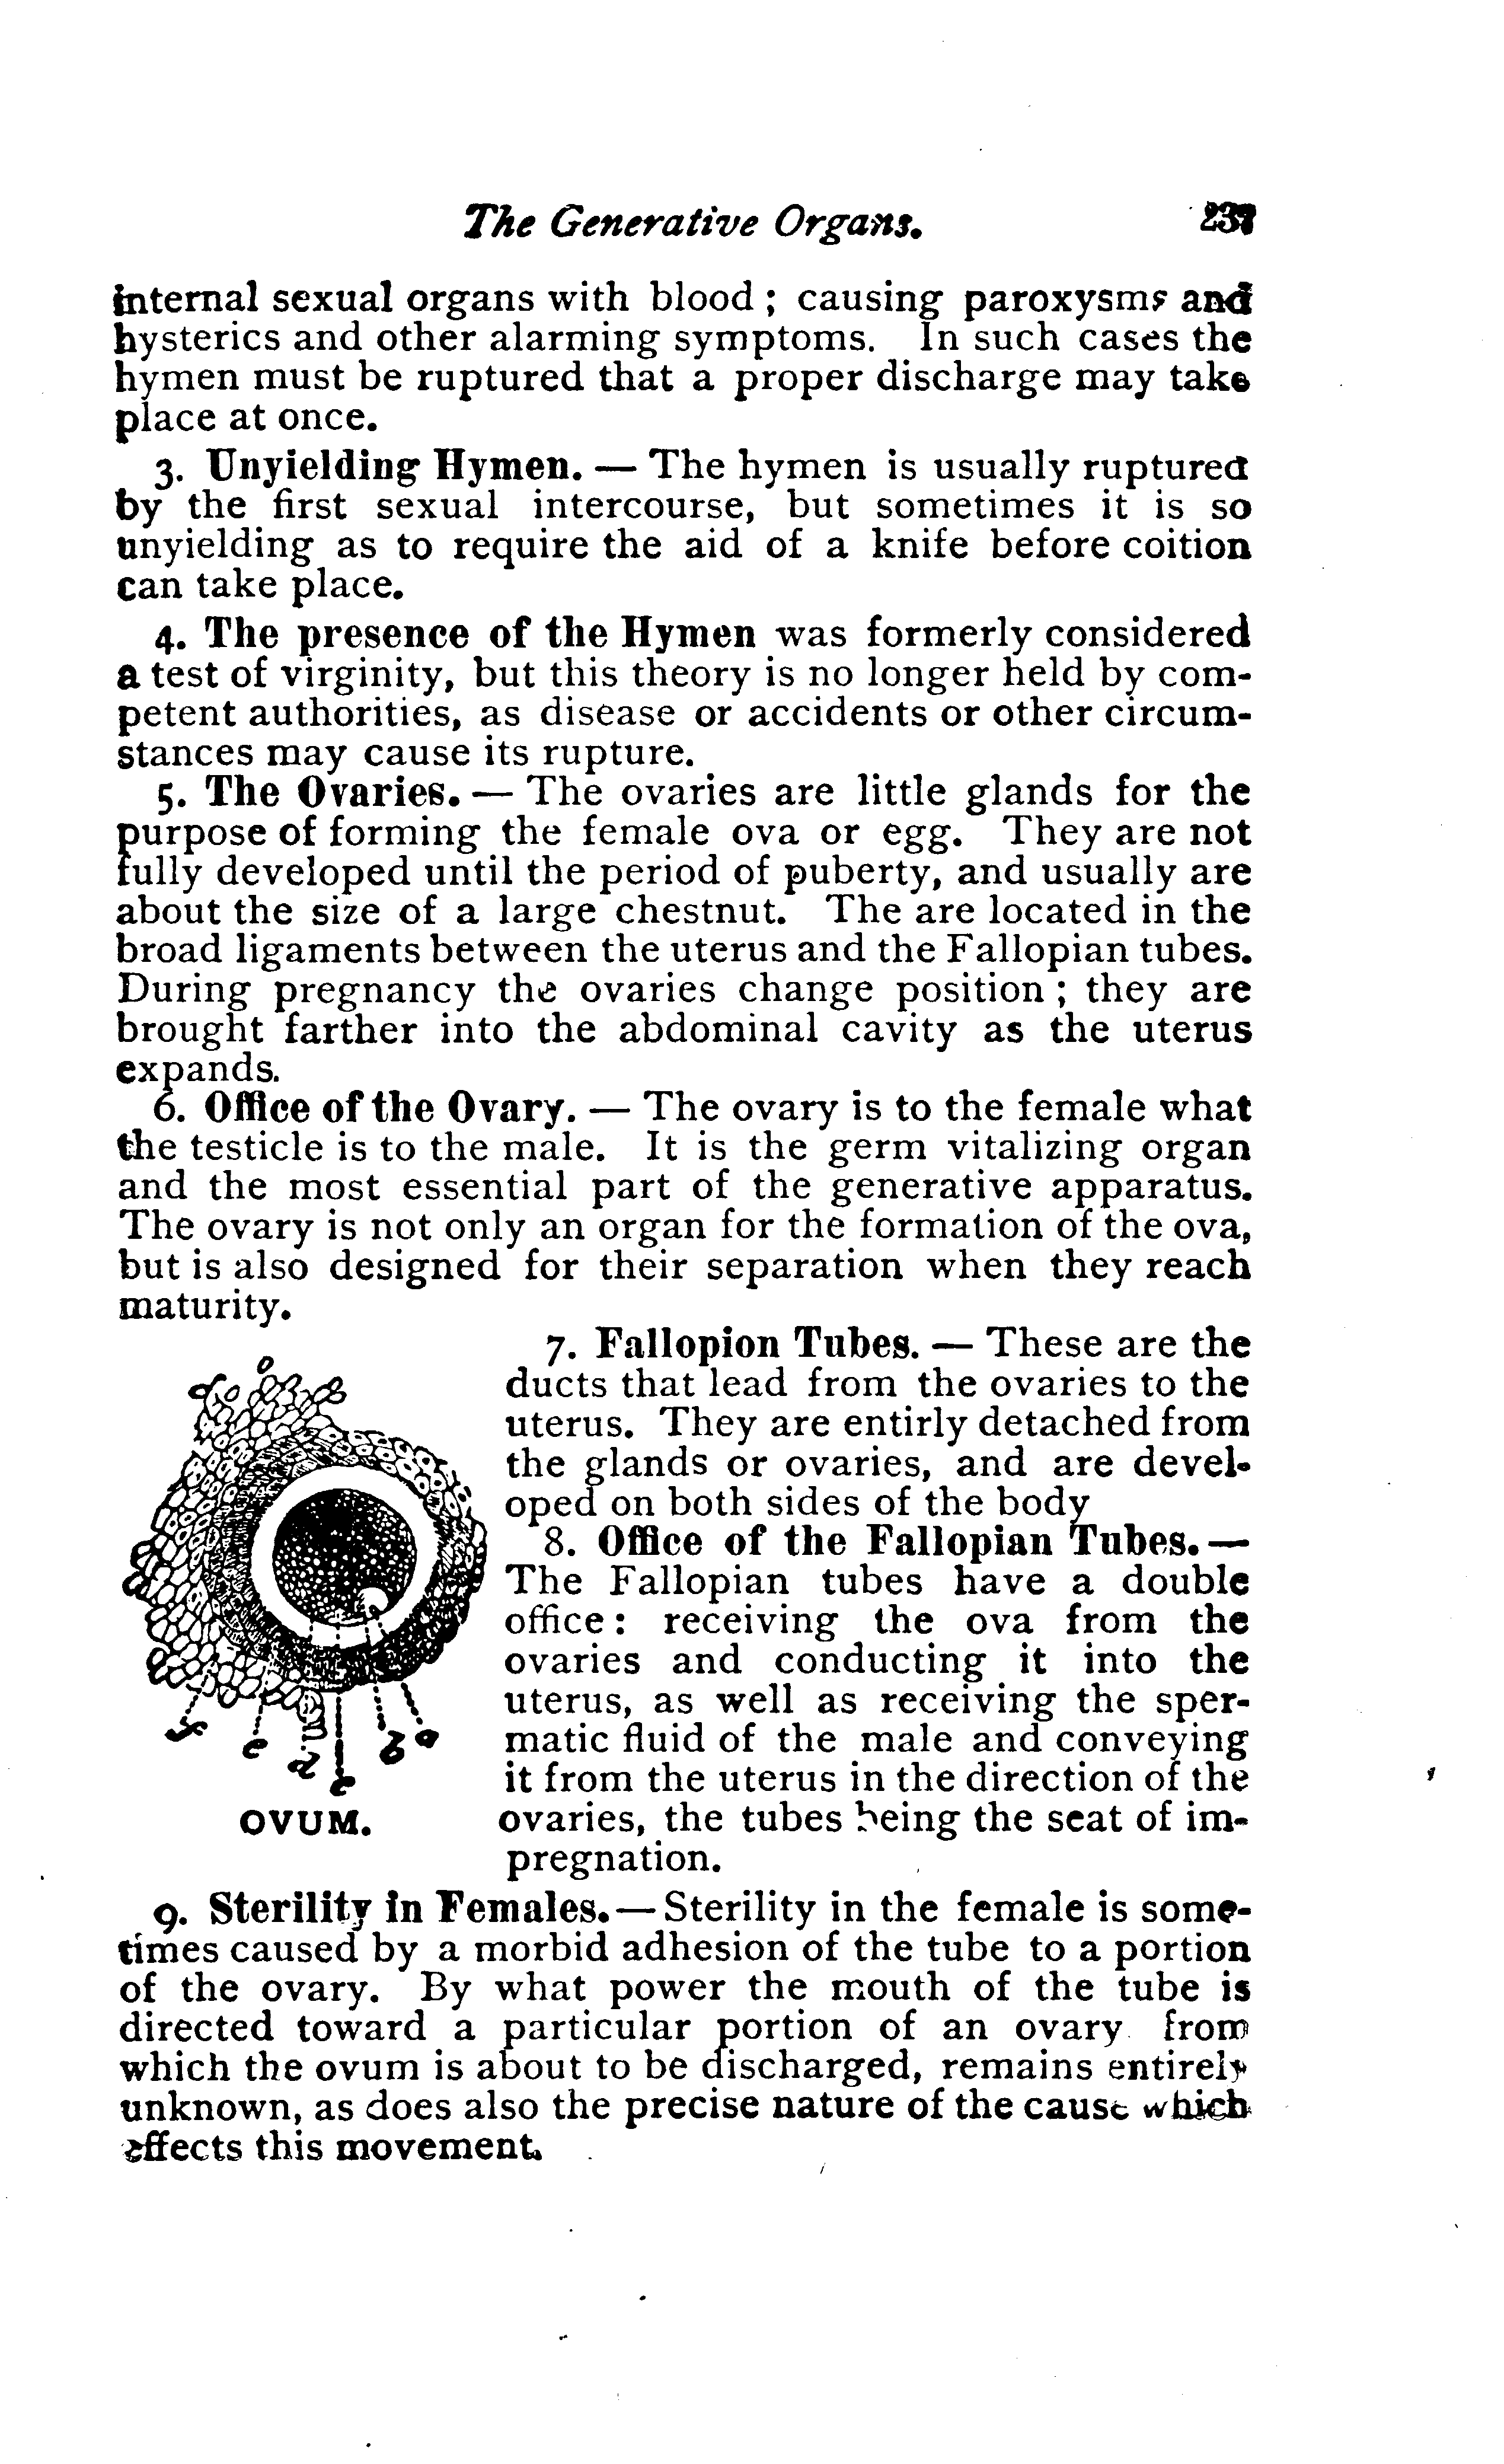 The Generative Organs. 237
internal sexual organs with blood; causing paroxysms and
hysterics and other alarming symptoms. In such cases the
hymen must be ruptured that a proper discharge may take
place at once.
3. Unyielding Hymen. — The hymen is usually ruptured
by the first sexual intercourse, but sometimes it is so
unyielding as to require the aid of a knife before coition
can take place.
4. The presence of the Hymen was formerly considered
a test of virginity, but this theory is no longer held by com-
petent authorities, as disease or accidents or other circum-
stances may cause its rupture.
5. The Ovaries. — The ovaries are little glands for the
purpose of forming the female ova or egg. They are not
fully developed until the period of puberty, and usually are
about the size of a large chestnut. The are located in the
broad ligaments between the uterus and the Fallopian tubes.
During pregnancy the ovaries change position; they are
brought farther into the abdominal cavity as the uterus
expands.
6. Office of the Ovary. — The ovary is to the female what
the testicle is to the male. It is the germ vitalizing organ
and the most essential part of the generative apparatus.
The ovary is not only an organ for the formation of the ova,
but is also designed for their separation when they reach
maturity.
7. Fallopion Tubes. — These are the
ducts that lead from the ovaries to the
uterus. They are entirly detached from
the glands or ovaries, and are devel-
oped on both sides of the body
8. Office of the Fallopian Tubes. —
The Fallopian tubes have a double
office: receiving the ova from the
ovaries and conducting it into the
uterus, as well as receiving the sper-
matic fluid of the male and conveying
it from the uterus in the direction of the
ovaries, the tubes being the seat of im-
pregnation.
OVUM.
9. Sterility in Females. — Sterility in the female is some-
times caused by a morbid adhesion of the tube to a portion
of the ovary. By what power the mouth of the tube is
directed toward a particular portion of an ovary from
which the ovum is about to be discharged, remains entirely
unknown, as does also the precise nature of the cause which
effects this movement.